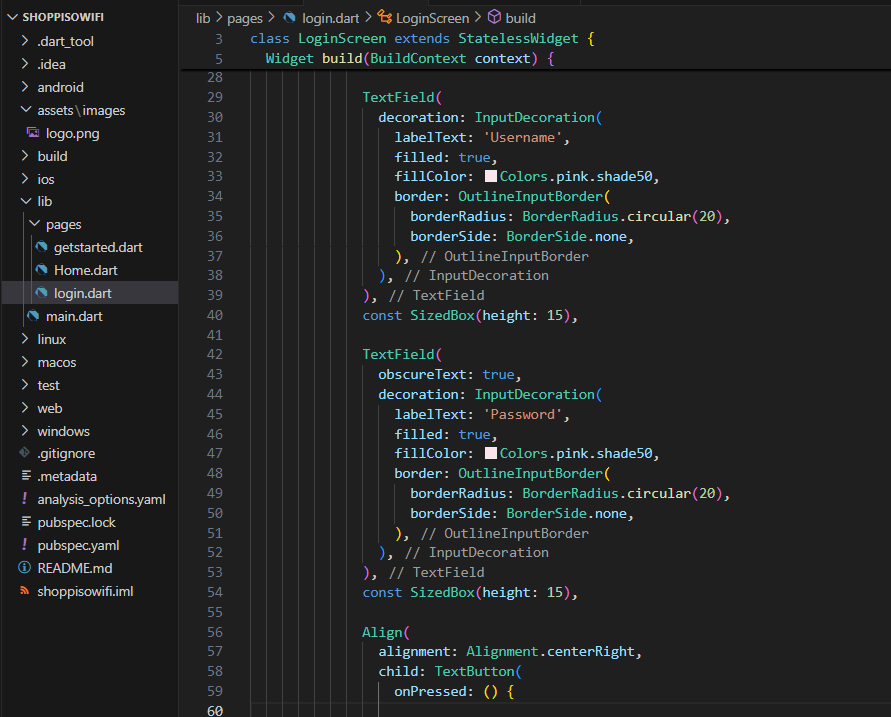 SHOPPISOWIFI
.dart_tool
.idea
android
assets\images
logo.png
build
ios
lib
pages
getstarted.dart
Home.dart
login.dart
main.dart
linux
macos
test
web
windows
.gitignore
.metadata
analysis_options.yaml
pubspec.lock
pubspec.yaml
README.md
shoppisowifi.iml
lib > pages > login.dart > LoginScreen > build
3 class LoginScreen extends StatelessWidget {
5 Widget build(BuildContext context) {
28
29 TextField(
30 decoration: InputDecoration(
31 labelText: 'Username',
32 filled: true,
33 fillColor: Colors.pink.shade50,
34 border: OutlineInputBorder(
35 borderRadius: BorderRadius.circular(20),
36 borderSide: BorderSide.none,
37 ), // OutlineInputBorder
38 ), // InputDecoration
39 ), // TextField
40 const SizedBox(height: 15),
41
42 TextField(
43 obscureText: true,
44 decoration: InputDecoration(
45 labelText: 'Password',
46 filled: true,
47 fillColor: Colors.pink.shade50,
48 border: OutlineInputBorder(
49 borderRadius: BorderRadius.circular(20),
50 borderSide: BorderSide.none,
51 ), // OutlineInputBorder
52 ), // InputDecoration
53 ), // TextField
54 const SizedBox(height: 15),
55
56 Align(
57 alignment: Alignment.centerRight,
58 child: TextButton(
59 onPressed: () {
60